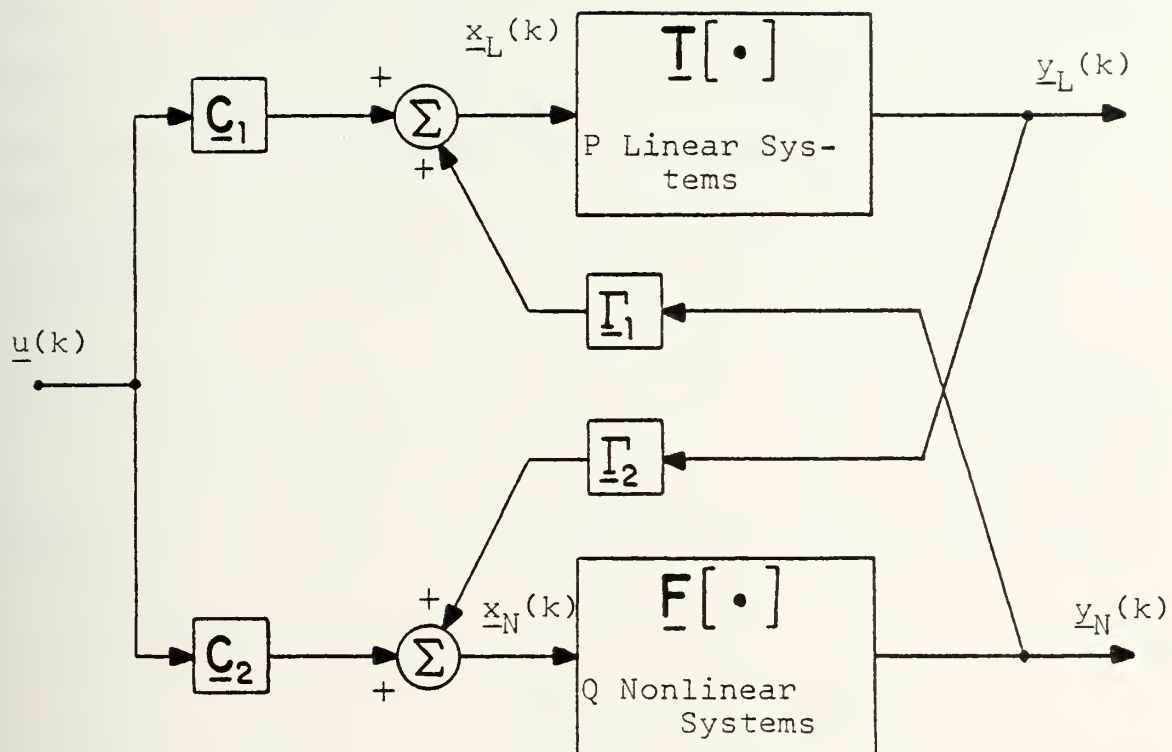 x_L(k)
T[•]
y_L(k)
+
C_1
Σ
+
P Linear Sys-
tems
Γ_1
u(k)
Γ_2
+
x_N(k)
F[•]
y_N(k)
C_2
Σ
+
Q Nonlinear
Systems